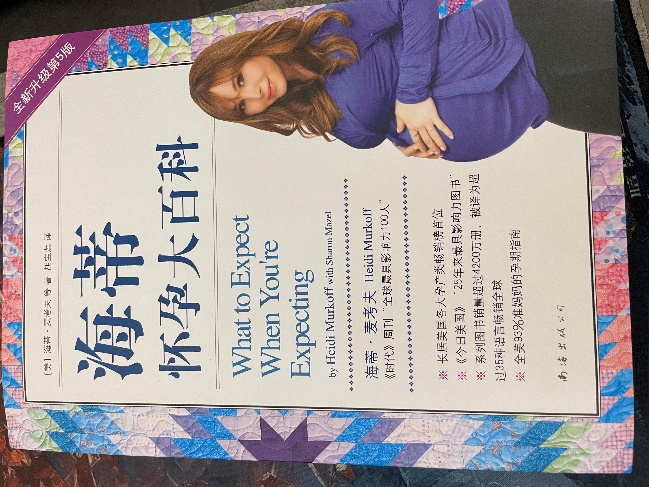 全新升级第5版
[美] 海蒂·麦考夫 等 著
海蒂
怀孕大百科
What to Expect
When You're
Expecting
by Heidi Murkoff with Sharon Mazel
海蒂·麦考夫 Heidi Murkoff
《时代》周刊“全球最具影响力100人”
※ 长居美国各大孕产类畅销榜首位
※ 《今日美国》“25年来最具影响力图书”
※ 系列图书销量超过4200万册,被译为超
过35种语言畅销全球
※ 全美93%准妈妈的孕期指南
南海出版公司